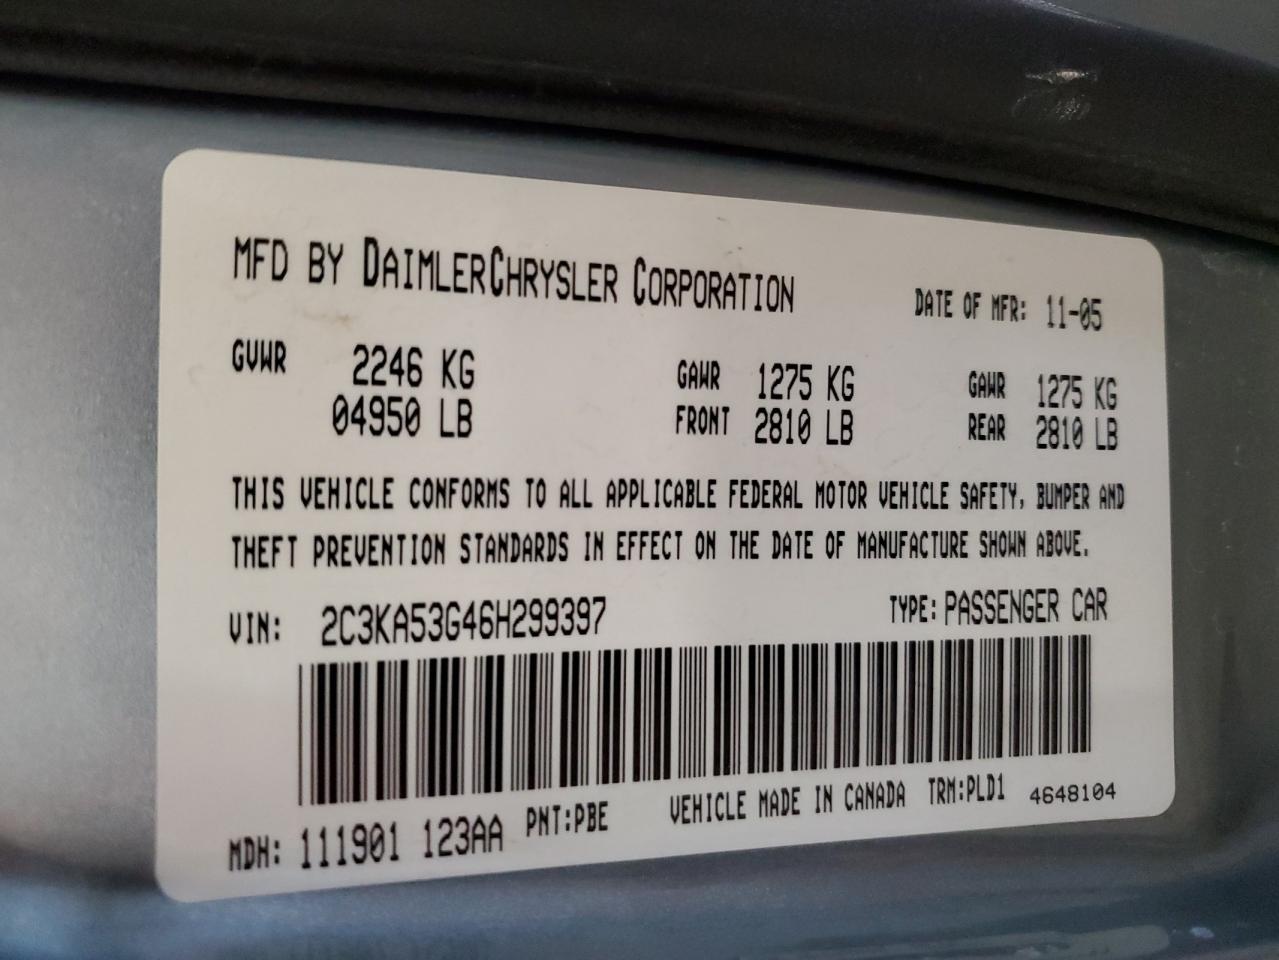 MFD BY DAIMLERCHRYSLER CORPORATION DATE OF MFR: 11-05
GVWR 2246 KG GAWR 1275 KG GAWR 1275 KG
04950 LB FRONT 2810 LB REAR 2810 LB
THIS VEHICLE CONFORMS TO ALL APPLICABLE FEDERAL MOTOR VEHICLE SAFETY, BUMPER AND
THEFT PREVENTION STANDARDS IN EFFECT ON THE DATE OF MANUFACTURE SHOWN ABOVE.
VIN: 2C3KA53G46H299397 TYPE: PASSENGER CAR
MDH: 111901 123AA PNT:PBE VEHICLE MADE IN CANADA TRM:PLD1 4648104